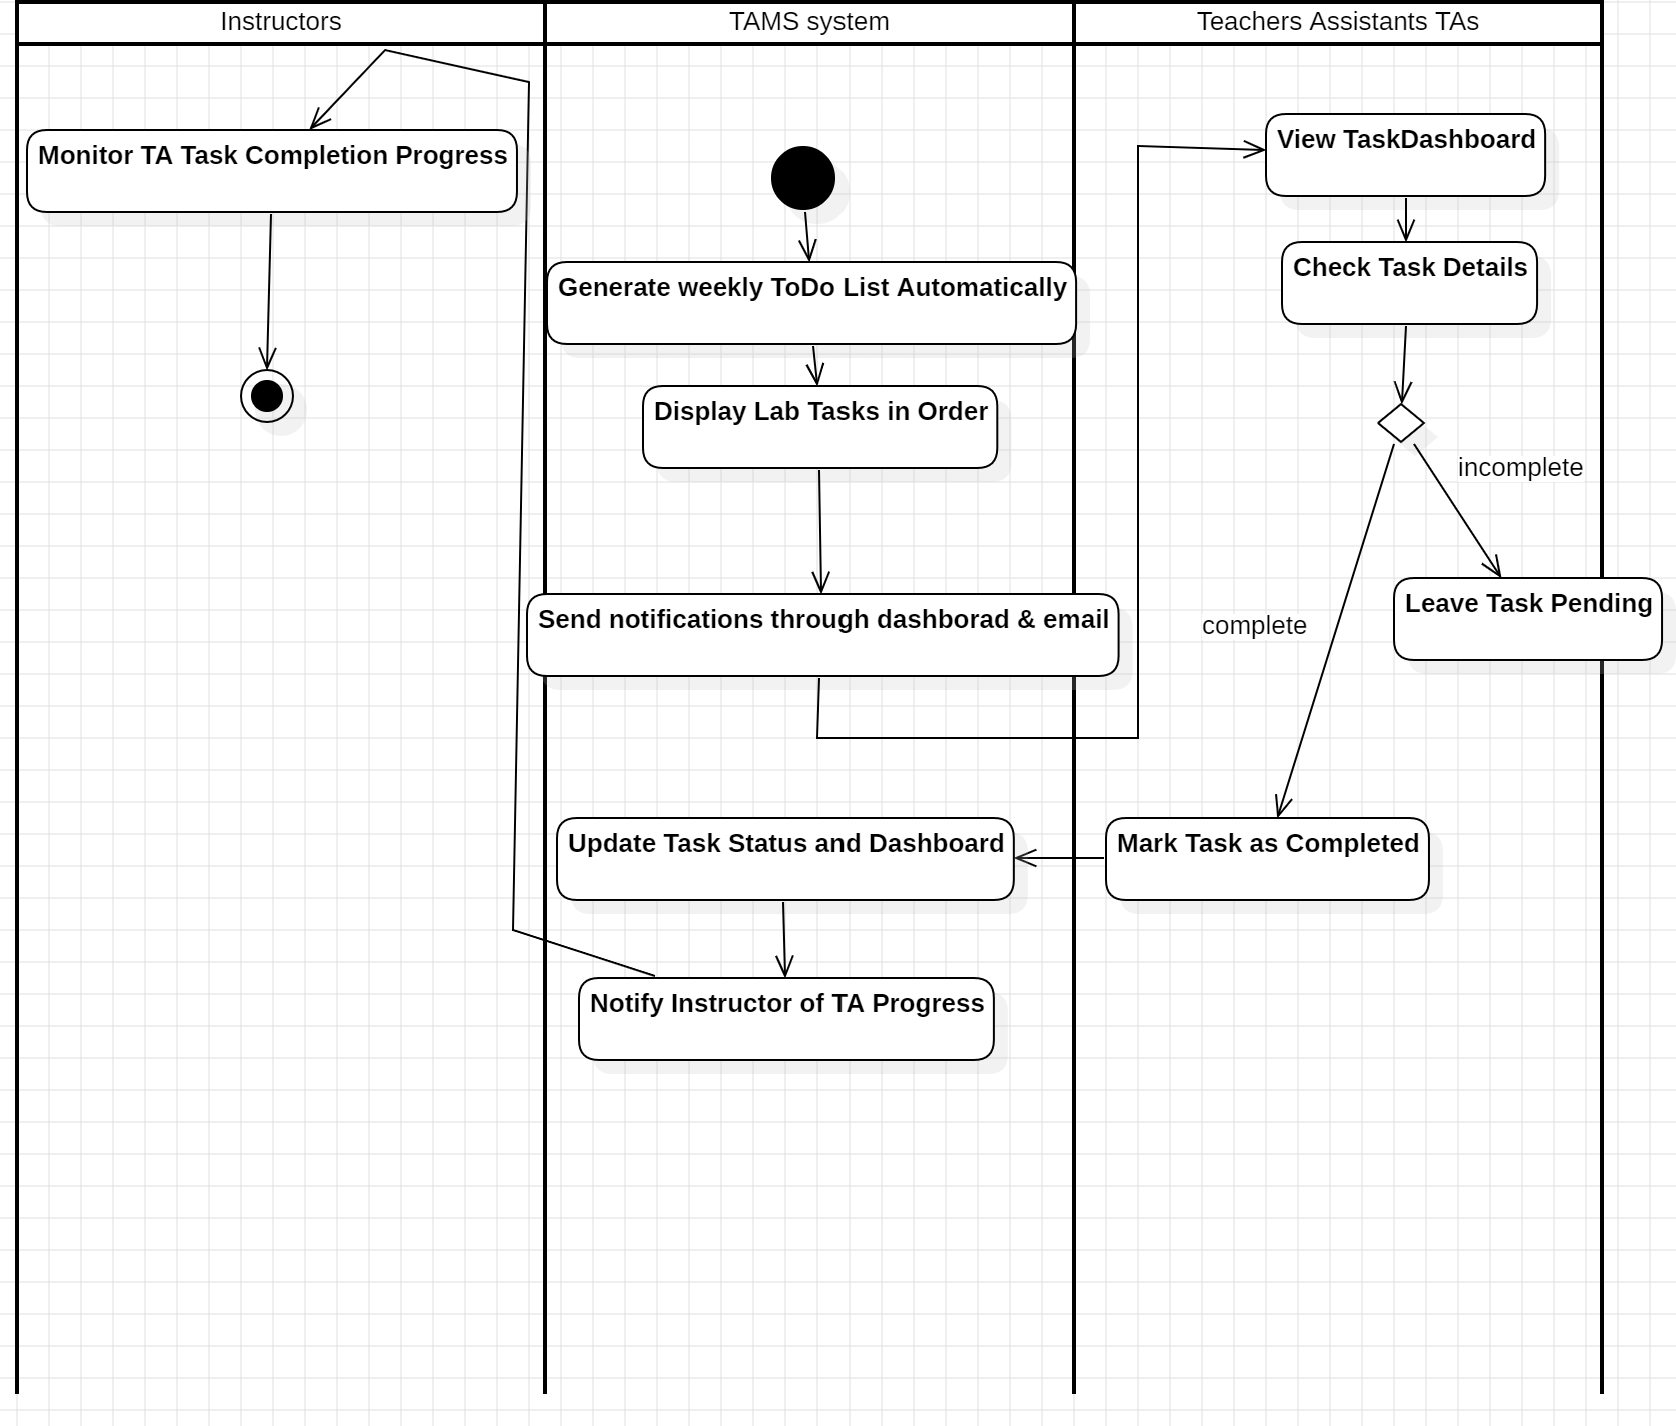 Instructors
TAMS system
Teachers Assistants TAs
Monitor TA Task Completion Progress
View TaskDashboard
Check Task Details
Generate weekly ToDo List Automatically
Display Lab Tasks in Order
incomplete
Send notifications through dashborad & email
complete
Leave Task Pending
Update Task Status and Dashboard
Mark Task as Completed
Notify Instructor of TA Progress